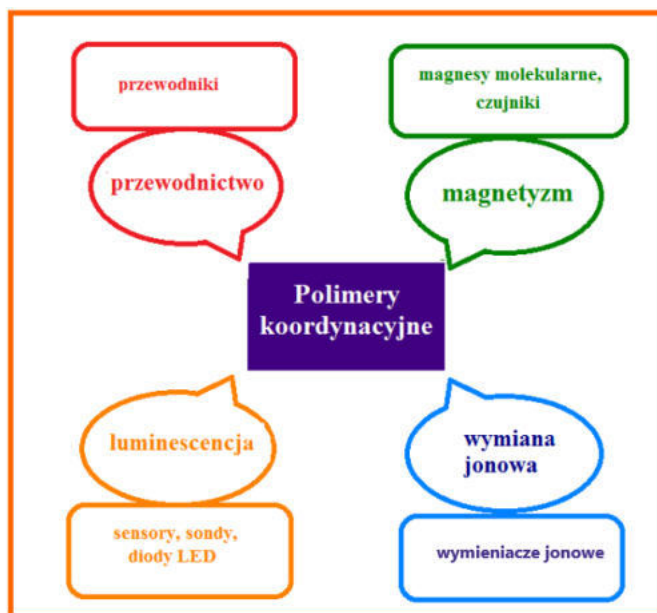 przewodniki
magnesy molekularne,
czujniki
przewodnictwo
magnetyzm
Polimery
koordynacyjne
luminescencja
wymiana
jonowa
sensory, sondy,
diody LED
wymieniacze jonowe